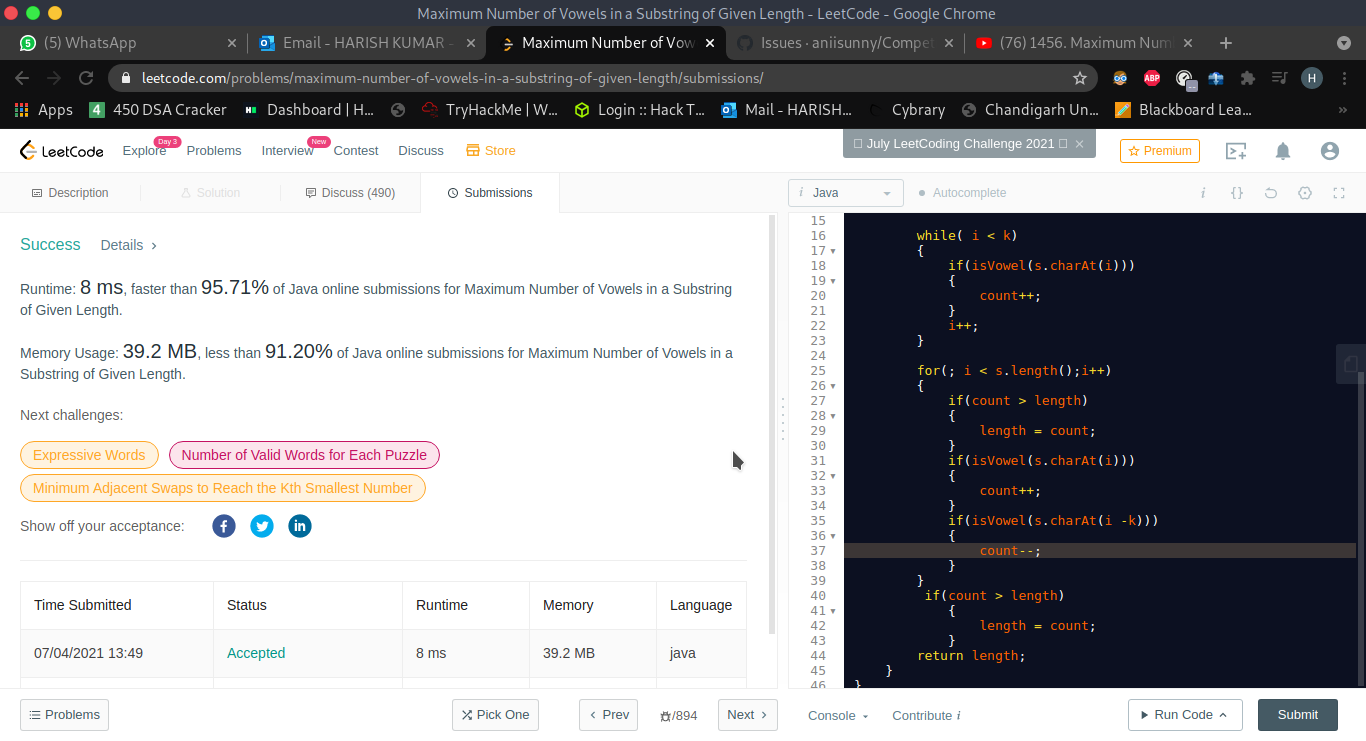 Maximum Number of Vowels in a Substring of Given Length - LeetCode - Google Chrome
(5) WhatsApp
Email - HARISH KUMAR -
Maximum Number of Vow
Issues · aniisunny/Compet
(76) 1456. Maximum Num
leetcode.com/problems/maximum-number-of-vowels-in-a-substring-of-given-length/submissions/
ABP
H
Apps
4 450 DSA Cracker
Dashboard | H...
TryHackMe | W...
Login :: Hack T...
Mail - HARISH...
Cybrary
Chandigarh Un...
Blackboard Lea...
»
LeetCode
Explore
Day 3
Problems
Interview
New
Contest
Discuss
Store
July LeetCoding Challenge 2021
Premium
Description
Solution
Discuss (490)
Submissions
i Java
Autocomplete
i {}
Success
Details
Runtime: 8 ms, faster than 95.71% of Java online submissions for Maximum Number of Vowels in a Substring
of Given Length.
Memory Usage: 39.2 MB, less than 91.20% of Java online submissions for Maximum Number of Vowels in a
Substring of Given Length.
Next challenges:
Expressive Words
Number of Valid Words for Each Puzzle
Minimum Adjacent Swaps to Reach the Kth Smallest Number
Show off your acceptance:
Time Submitted Status Runtime Memory Language
07/04/2021 13:49 Accepted 8 ms 39.2 MB java
15
16 while( i < k)
17 {
18 if(isVowel(s.charAt(i)))
19 {
20 count++;
21 }
22 i++;
23 }
24
25 for(; i < s.length();i++)
26 {
27 if(count > length)
28 {
29 length = count;
30 }
31 if(isVowel(s.charAt(i)))
32 {
33 count++;
34 }
35 if(isVowel(s.charAt(i -k)))
36 {
37 count--;
38 }
39 }
40 if(count > length)
41 {
42 length = count;
43 }
44 return length;
45 }
46 }
Problems
Pick One
Prev
/894
Next
Console
Contribute i
Run Code
Submit